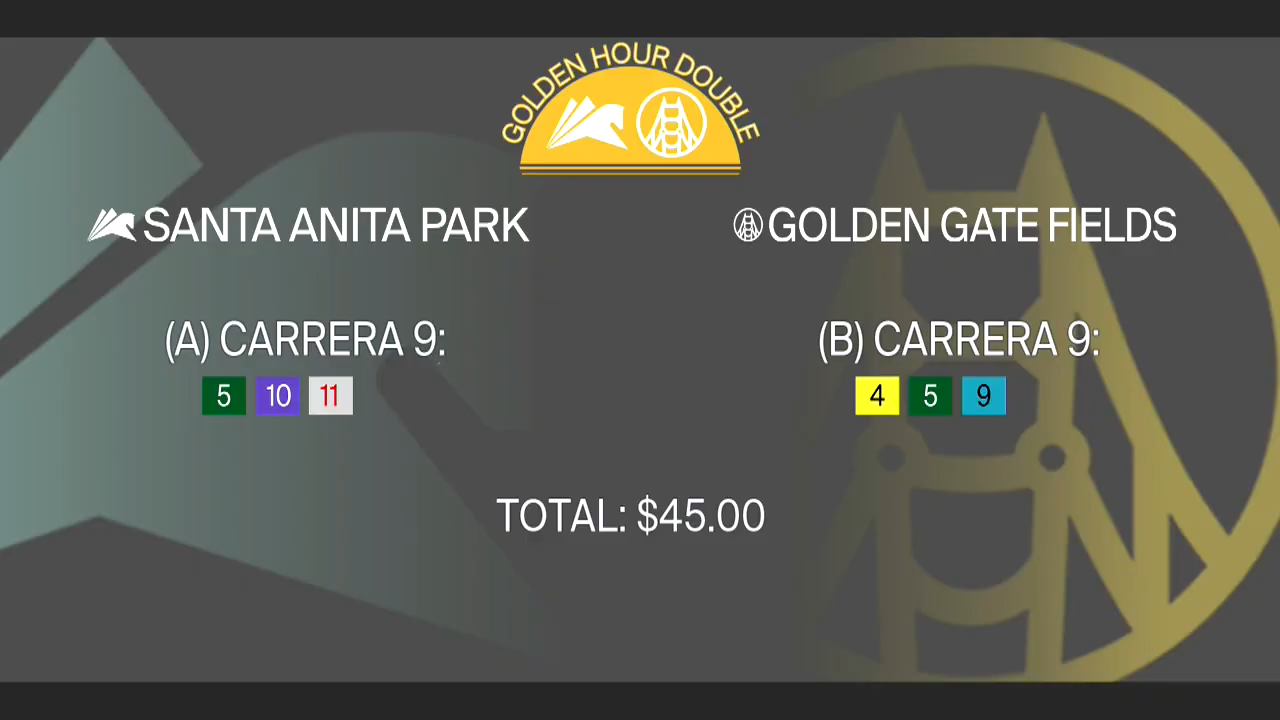 GOLDEN HOUR DOUBLE
SANTA ANITA PARK
GOLDEN GATE FIELDS
(A) CARRERA 9:
5 10 11
(B) CARRERA 9:
4 5 9
TOTAL: $45.00